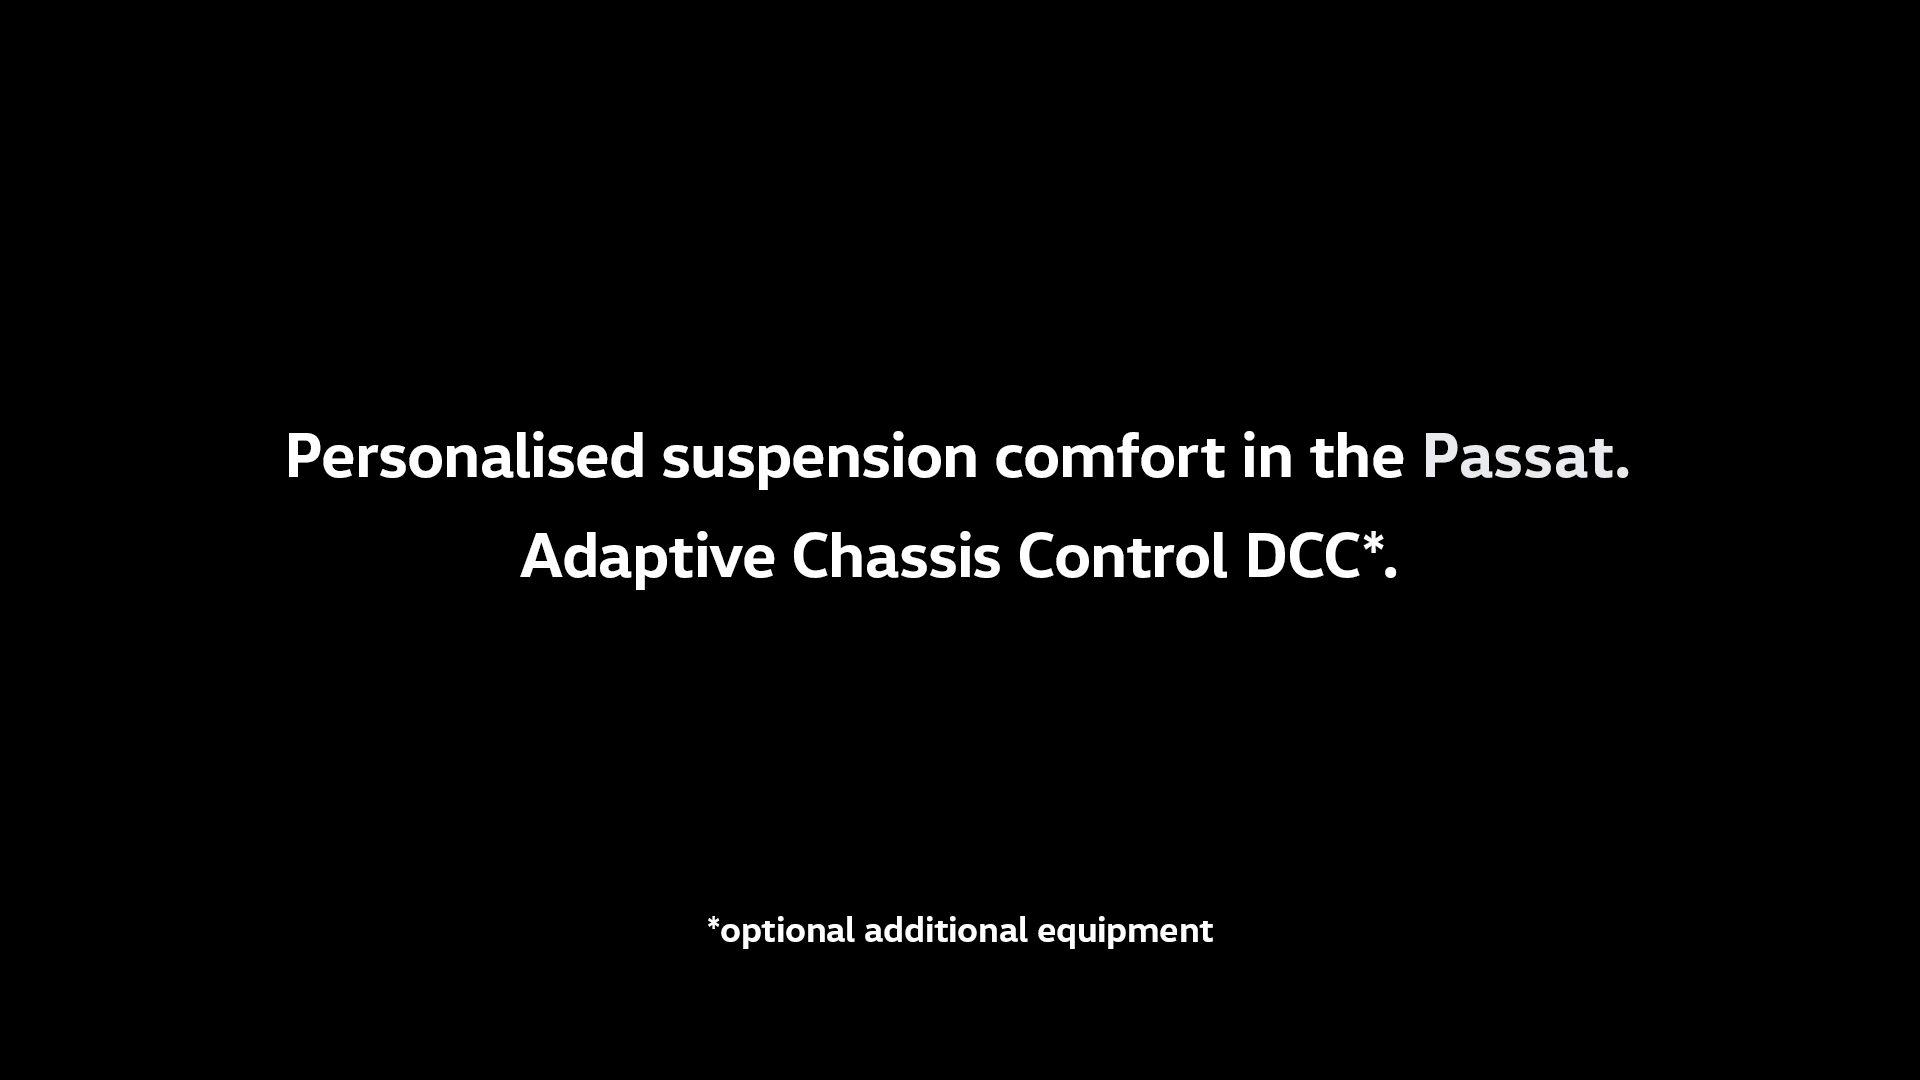 Personalised suspension comfort in the Passat.
Adaptive Chassis Control DCC*.
*optional additional equipment